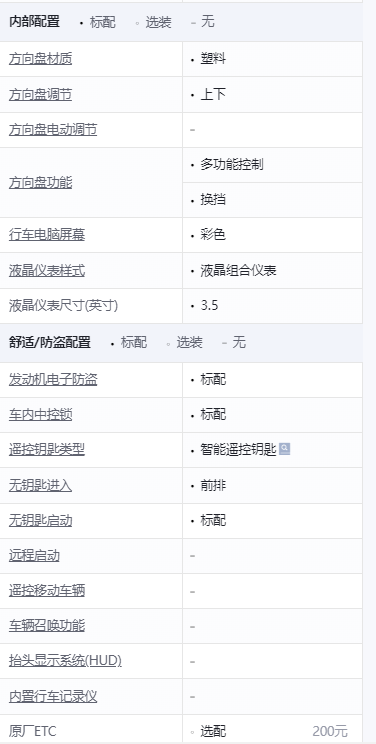 内部配置 • 标配 ◦ 选装 - 无
方向盘材质 • 塑料
方向盘调节 • 上下
方向盘电动调节 -
方向盘功能 • 多功能控制
• 换挡
行车电脑屏幕 • 彩色
液晶仪表样式 • 液晶组合仪表
液晶仪表尺寸(英寸) • 3.5
舒适/防盗配置 • 标配 ◦ 选装 - 无
发动机电子防盗 • 标配
车内中控锁 • 标配
遥控钥匙类型 • 智能遥控钥匙
无钥匙进入 • 前排
无钥匙启动 • 标配
远程启动 -
遥控移动车辆 -
车辆召唤功能 -
抬头显示系统(HUD) -
内置行车记录仪 -
原厂ETC ◦ 选配 200元